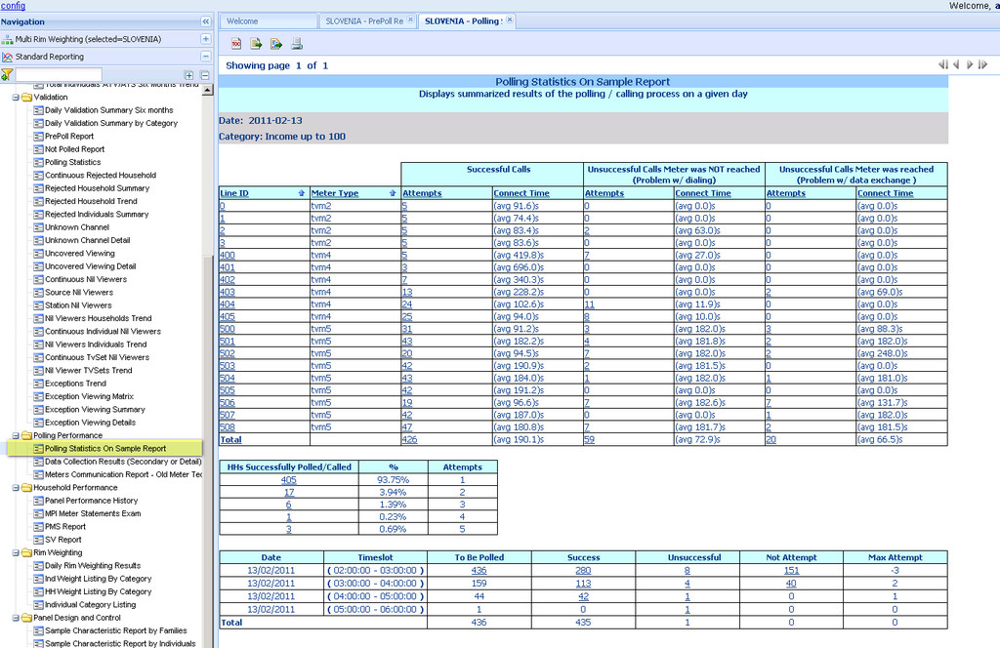 config
Welcome, a
Navigation
Multi Rim Weighting (selected=SLOVENIA)
Standard Reporting
Total Individuals ATV/ATS Six Months Trend
Validation
Daily Validation Summary Six months
Daily Validation Summary by Category
PrePoll Report
Not Polled Report
Polling Statistics
Continuous Rejected Household
Rejected Household Summary
Rejected Household Trend
Rejected Individuals Summary
Unknown Channel
Unknown Channel Detail
Uncovered Viewing
Uncovered Viewing Detail
Continuous Nil Viewers
Source Nil Viewers
Station Nil Viewers
Nil Viewers Households Trend
Continuous Individual Nil Viewers
Nil Viewers Individuals Trend
Continuous TvSet Nil Viewers
Nil Viewer TVSets Trend
Exceptions Trend
Exception Viewing Matrix
Exception Viewing Summary
Exception Viewing Details
Polling Performance
Polling Statistics On Sample Report
Data Collection Results (Secondary or Detail)
Meters Communication Report - Old Meter Tec
Household Performance
Panel Performance History
MPI Meter Statements Exam
PMS Report
SV Report
Rim Weighting
Daily Rim Weighting Results
Ind Weight Listing By Category
HH Weight Listing By Category
Individual Category Listing
Panel Design and Control
Sample Characteristic Report by Families
Sample Characteristic Report by Individuals
Welcome
SLOVENIA - PrePoll Re
SLOVENIA - Polling
TOC
Showing page 1 of 1
Polling Statistics On Sample Report
Displays summarized results of the polling / calling process on a given day
Date: 2011-02-13
Category: Income up to 100
Successful Calls Unsuccessful Calls Meter was NOT reached (Problem w/ dialing) Unsuccessful Calls Meter was reached (Problem w/ data exchange )
Line ID Meter Type Attempts Connect Time Attempts Connect Time Attempts Connect Time
0 tvm2 5 (avg 91.6)s 0 (avg 0.0)s 0 (avg 0.0)s
1 tvm2 5 (avg 74.4)s 0 (avg 0.0)s 0 (avg 0.0)s
2 tvm2 5 (avg 83.4)s 2 (avg 63.0)s 0 (avg 0.0)s
3 tvm2 5 (avg 83.6)s 0 (avg 0.0)s 0 (avg 0.0)s
400 tvm4 5 (avg 419.8)s 7 (avg 27.0)s 0 (avg 0.0)s
401 tvm4 3 (avg 696.0)s 0 (avg 0.0)s 0 (avg 0.0)s
402 tvm4 7 (avg 340.3)s 0 (avg 0.0)s 0 (avg 0.0)s
403 tvm4 13 (avg 228.2)s 0 (avg 0.0)s 2 (avg 69.0)s
404 tvm4 24 (avg 102.6)s 11 (avg 11.9)s 0 (avg 0.0)s
405 tvm4 25 (avg 94.0)s 8 (avg 10.0)s 0 (avg 0.0)s
500 tvm5 31 (avg 91.2)s 3 (avg 182.0)s 3 (avg 88.3)s
501 tvm5 43 (avg 182.2)s 4 (avg 181.8)s 2 (avg 182.0)s
502 tvm5 20 (avg 94.5)s 7 (avg 182.0)s 2 (avg 248.0)s
503 tvm5 42 (avg 190.9)s 2 (avg 181.5)s 0 (avg 0.0)s
504 tvm5 43 (avg 184.0)s 1 (avg 182.0)s 1 (avg 181.0)s
505 tvm5 42 (avg 191.2)s 0 (avg 0.0)s 0 (avg 0.0)s
506 tvm5 19 (avg 96.6)s 7 (avg 182.6)s 7 (avg 131.7)s
507 tvm5 42 (avg 187.0)s 0 (avg 0.0)s 1 (avg 182.0)s
508 tvm5 47 (avg 180.8)s 7 (avg 181.7)s 2 (avg 181.5)s
Total 426 (avg 190.1)s 59 (avg 72.9)s 20 (avg 66.5)s
HHs Successfully Polled/Called % Attempts
405 93.75% 1
17 3.94% 2
6 1.39% 3
1 0.23% 4
3 0.69% 5
Date Timeslot To Be Polled Success Unsuccessful Not Attempt Max Attempt
13/02/2011 ( 02:00:00 - 03:00:00 ) 436 280 8 151 -3
13/02/2011 ( 03:00:00 - 04:00:00 ) 159 113 4 40 2
13/02/2011 ( 04:00:00 - 05:00:00 ) 44 42 1 0 1
13/02/2011 ( 05:00:00 - 06:00:00 ) 1 0 1 0 0
Total 436 435 1 0 0